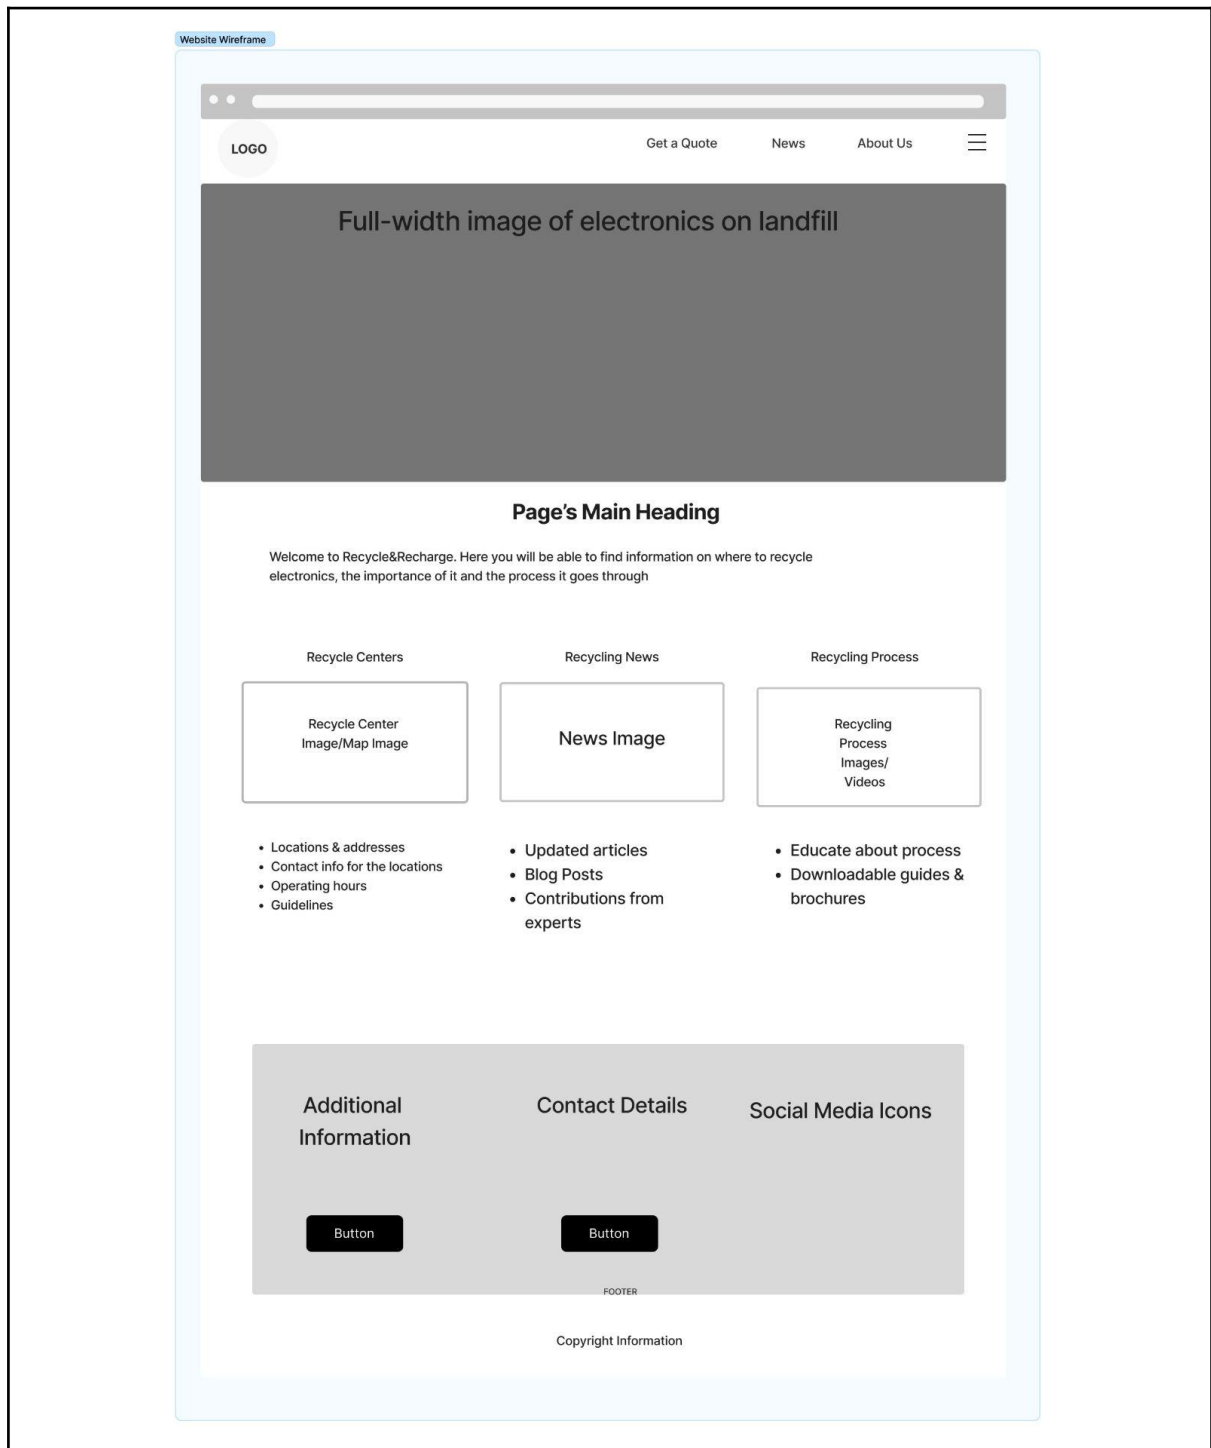 Website Wireframe
LOGO
Get a Quote
News
About Us
Full-width image of electronics on landfill
Page’s Main Heading
Welcome to Recycle&Recharge. Here you will be able to find information on where to recycle
electronics, the importance of it and the process it goes through
Recycle Centers
Recycling News
Recycling Process
Recycle Center
Image/Map Image
News Image
Recycling
Process
Images/
Videos
• Locations & addresses
• Contact info for the locations
• Operating hours
• Guidelines
• Updated articles
• Blog Posts
• Contributions from
experts
• Educate about process
• Downloadable guides &
brochures
Additional
Information
Contact Details
Social Media Icons
Button
Button
FOOTER
Copyright Information